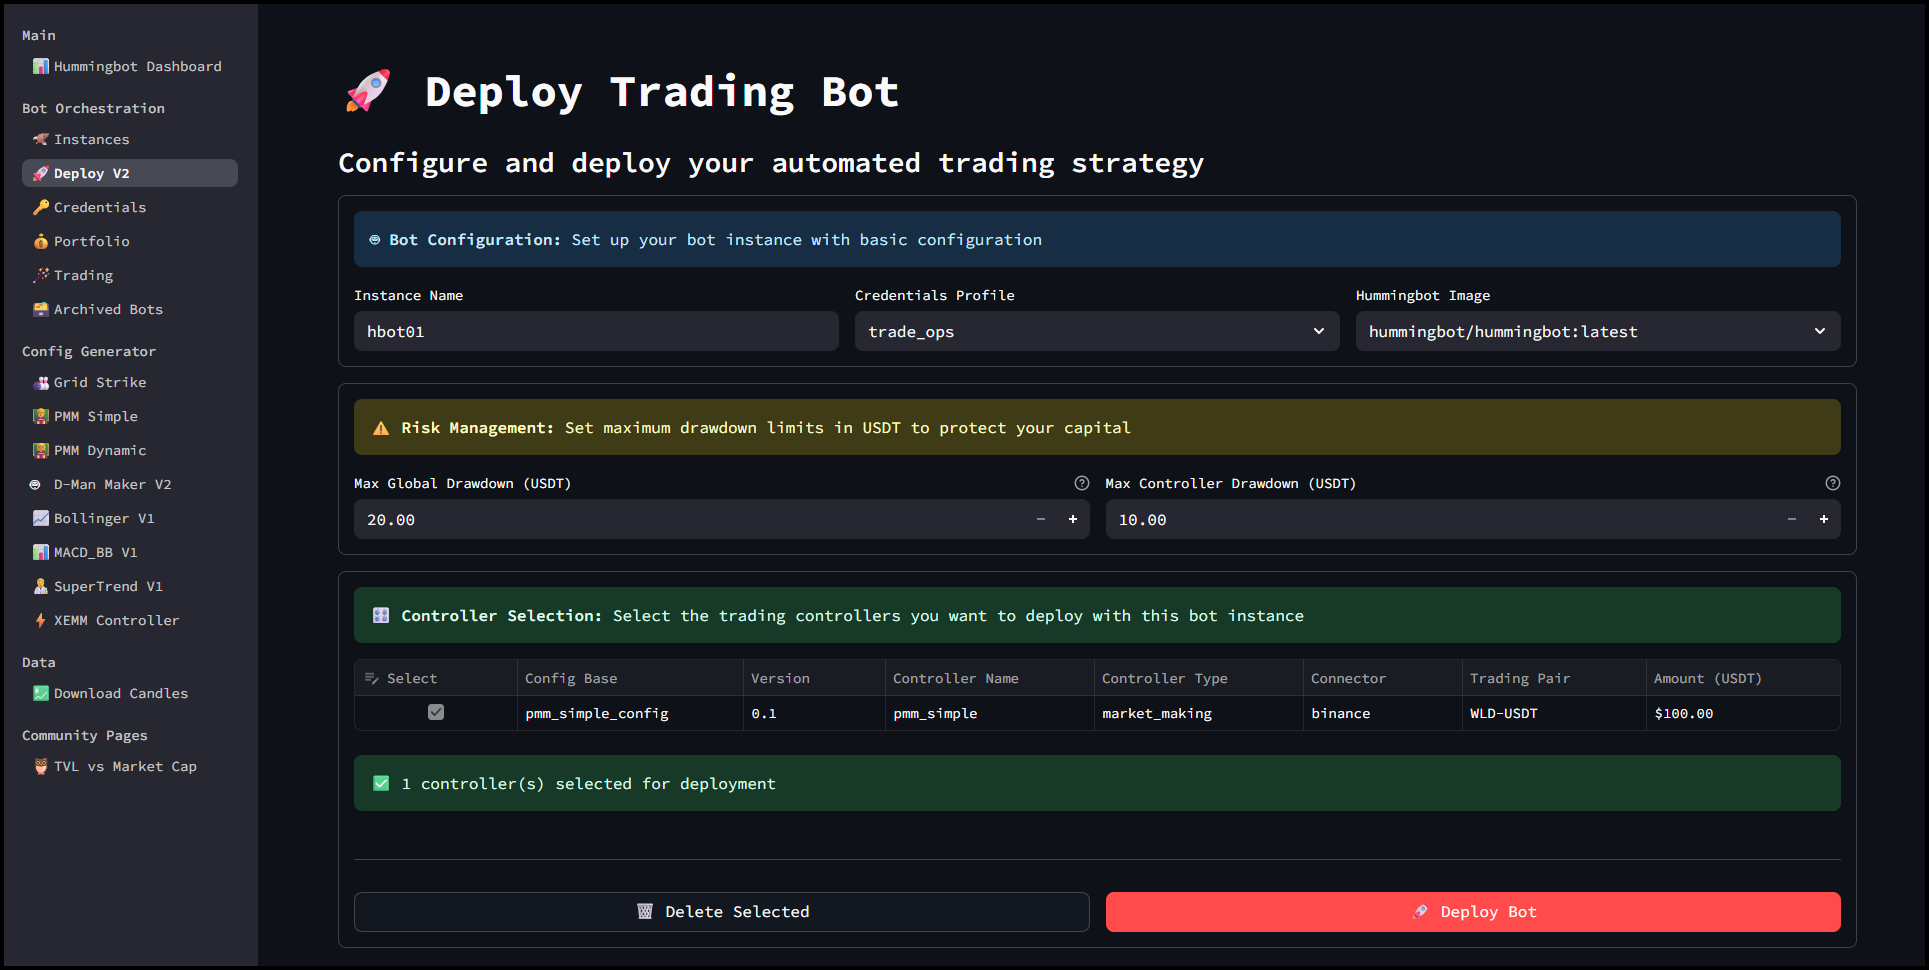 Main
Hummingbot Dashboard
Bot Orchestration
Instances
Deploy V2
Credentials
Portfolio
Trading
Archived Bots
Config Generator
Grid Strike
PMM Simple
PMM Dynamic
D-Man Maker V2
Bollinger V1
MACD_BB V1
SuperTrend V1
XEMM Controller
Data
Download Candles
Community Pages
TVL vs Market Cap
Deploy Trading Bot
Configure and deploy your automated trading strategy
Bot Configuration: Set up your bot instance with basic configuration
Instance Name Credentials Profile Hummingbot Image
hbot01 trade_ops hummingbot/hummingbot:latest
Risk Management: Set maximum drawdown limits in USDT to protect your capital
Max Global Drawdown (USDT) Max Controller Drawdown (USDT)
20.00 10.00
Controller Selection: Select the trading controllers you want to deploy with this bot instance
Select Config Base Version Controller Name Controller Type Connector Trading Pair Amount (USDT)
pmm_simple_config 0.1 pmm_simple market_making binance WLD-USDT $100.00
1 controller(s) selected for deployment
Delete Selected Deploy Bot